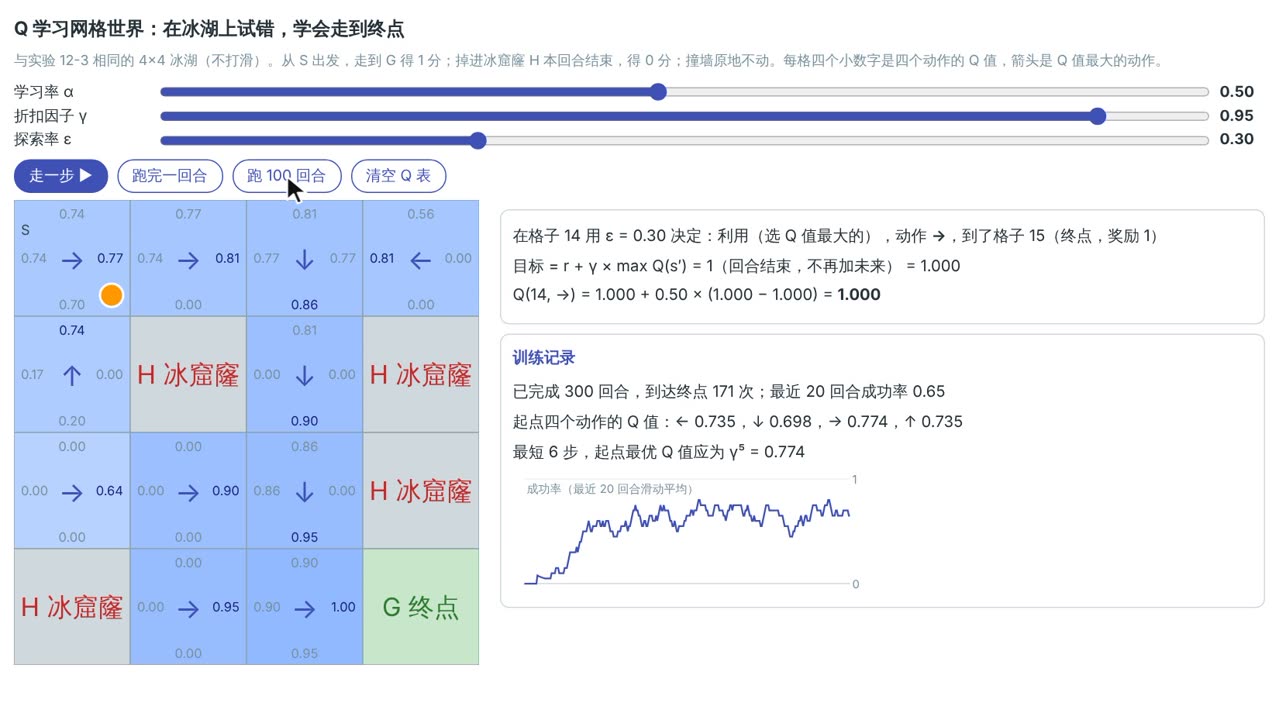 Q 学习网格世界：在冰湖上试错，学会走到终点
与实验 12-3 相同的 4×4 冰湖（不打滑）。从 S 出发，走到 G 得 1 分；掉进冰窟窿 H 本回合结束，得 0 分；撞墙原地不动。每格四个小数字是四个动作的 Q 值，箭头是 Q 值最大的动作。
学习率 α 0.50
折扣因子 γ 0.95
探索率 ε 0.30
走一步 ▶ 跑完一回合 跑 100 回合 清空 Q 表
0.74 0.77 0.81 0.56
S
0.74 → 0.77 0.74 → 0.81 0.77 ↓ 0.77 0.81 ← 0.00
0.70 0.00 0.86 0.00
0.74 0.81
0.17 ↑ 0.00 H 冰窟窿 0.00 ↓ 0.00 H 冰窟窿
0.20 0.90
0.00 0.00 0.86
0.00 → 0.64 0.00 → 0.90 0.86 ↓ 0.00 H 冰窟窿
0.00 0.00 0.95
0.00 0.90
H 冰窟窿 0.00 → 0.95 0.90 → 1.00 G 终点
0.00 0.95
在格子 14 用 ε = 0.30 决定：利用（选 Q 值最大的），动作 →，到了格子 15（终点，奖励 1）
目标 = r + γ × max Q(s′) = 1（回合结束，不再加未来） = 1.000
Q(14, →) = 1.000 + 0.50 × (1.000 − 1.000) = 1.000
训练记录
已完成 300 回合，到达终点 171 次；最近 20 回合成功率 0.65
起点四个动作的 Q 值：← 0.735，↓ 0.698，→ 0.774，↑ 0.735
最短 6 步，起点最优 Q 值应为 γ⁵ = 0.774
成功率（最近 20 回合滑动平均）
1
0